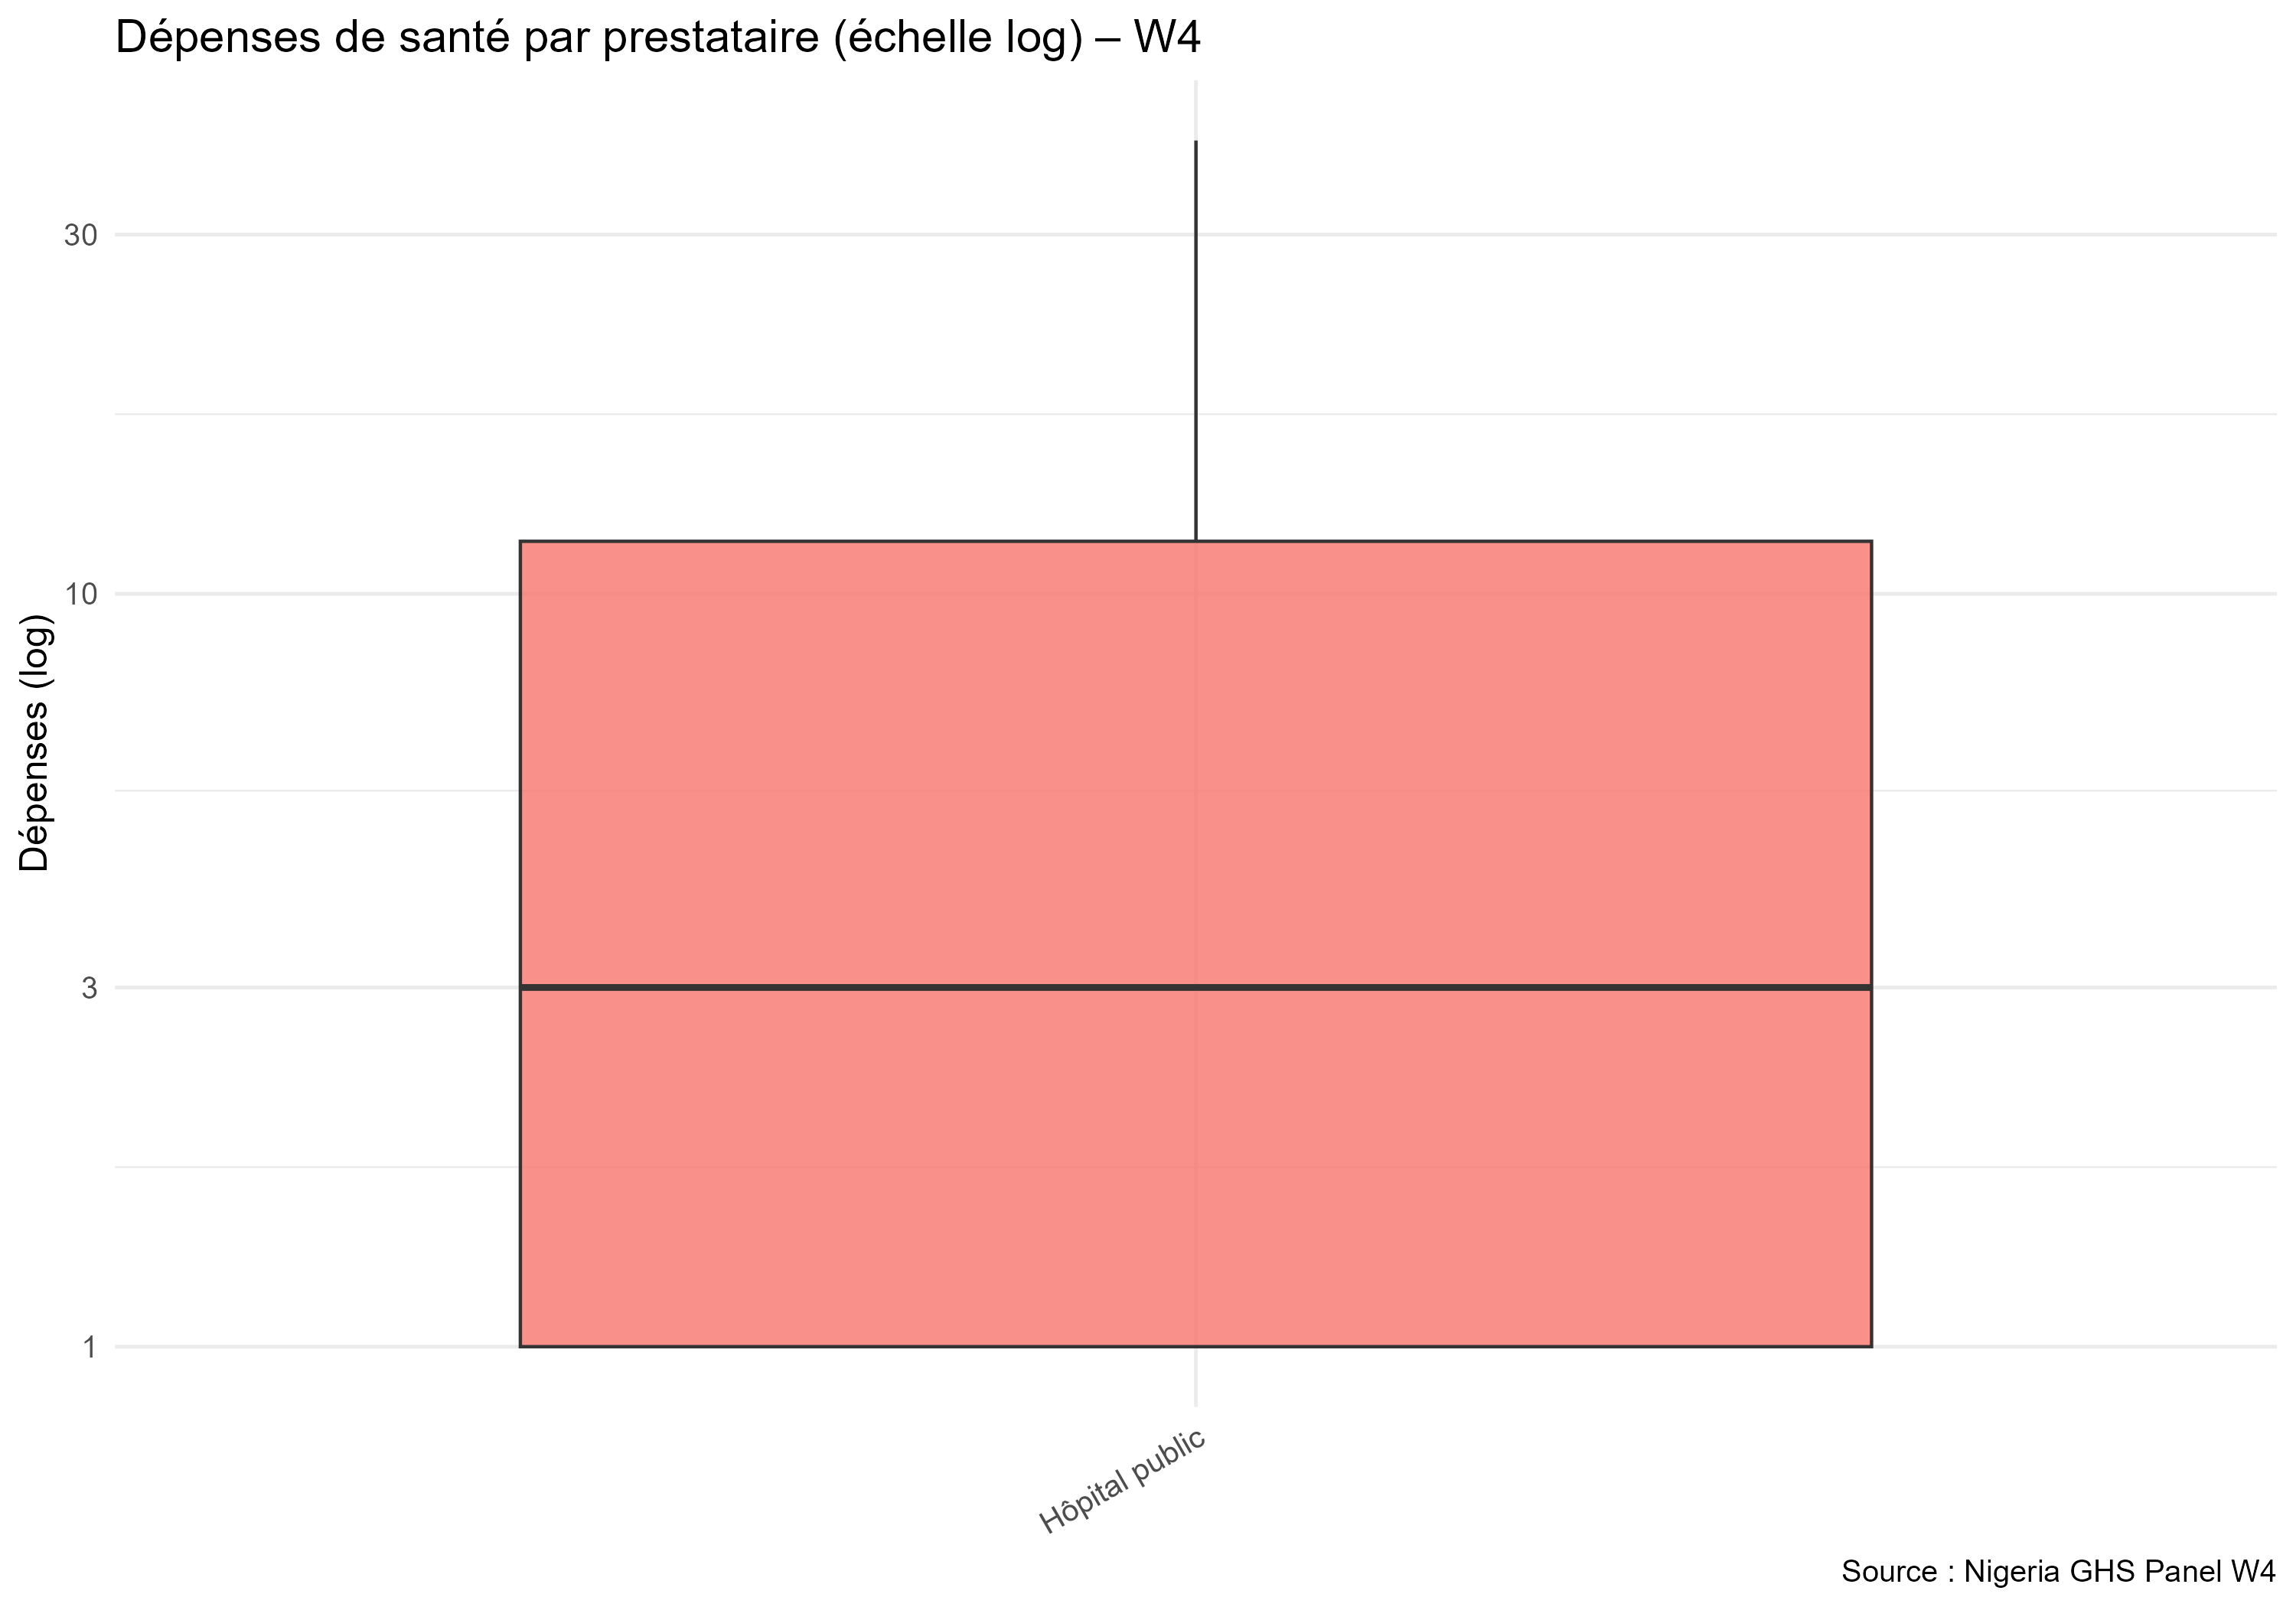 Dépenses de santé par prestataire (échelle log) – W4
Dépenses (log)
30
10
3
1
Hôpital public
Source : Nigeria GHS Panel W4